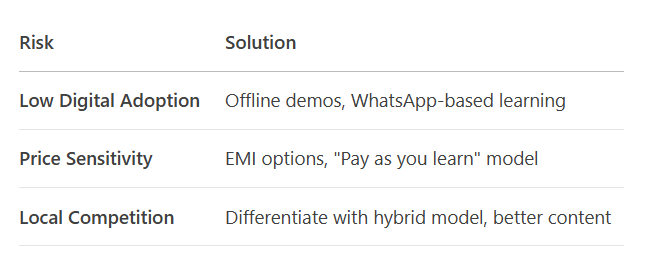 Risk Solution
Low Digital Adoption Offline demos, WhatsApp-based learning
Price Sensitivity EMI options, "Pay as you learn" model
Local Competition Differentiate with hybrid model, better content